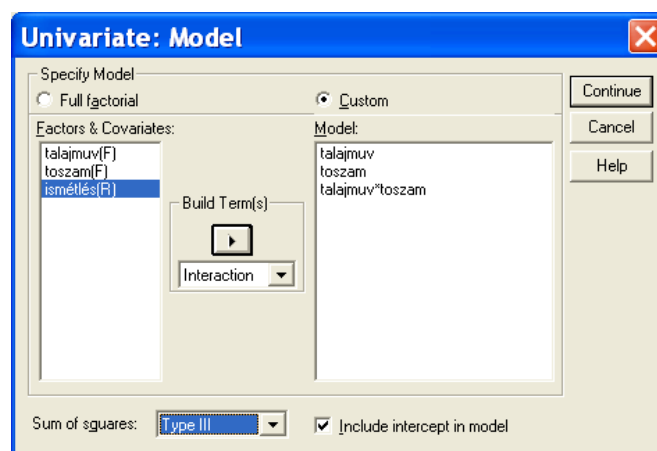 Univariate: Model
Specify Model
Full factorial
Custom
Continue
Cancel
Help
Factors & Covariates:
talajmuv(F)
toszam(F)
ismétlés(R)
Build Term(s)
Interaction
Model:
talajmuv
toszam
talajmuv*toszam
Sum of squares:
Type III
Include intercept in model